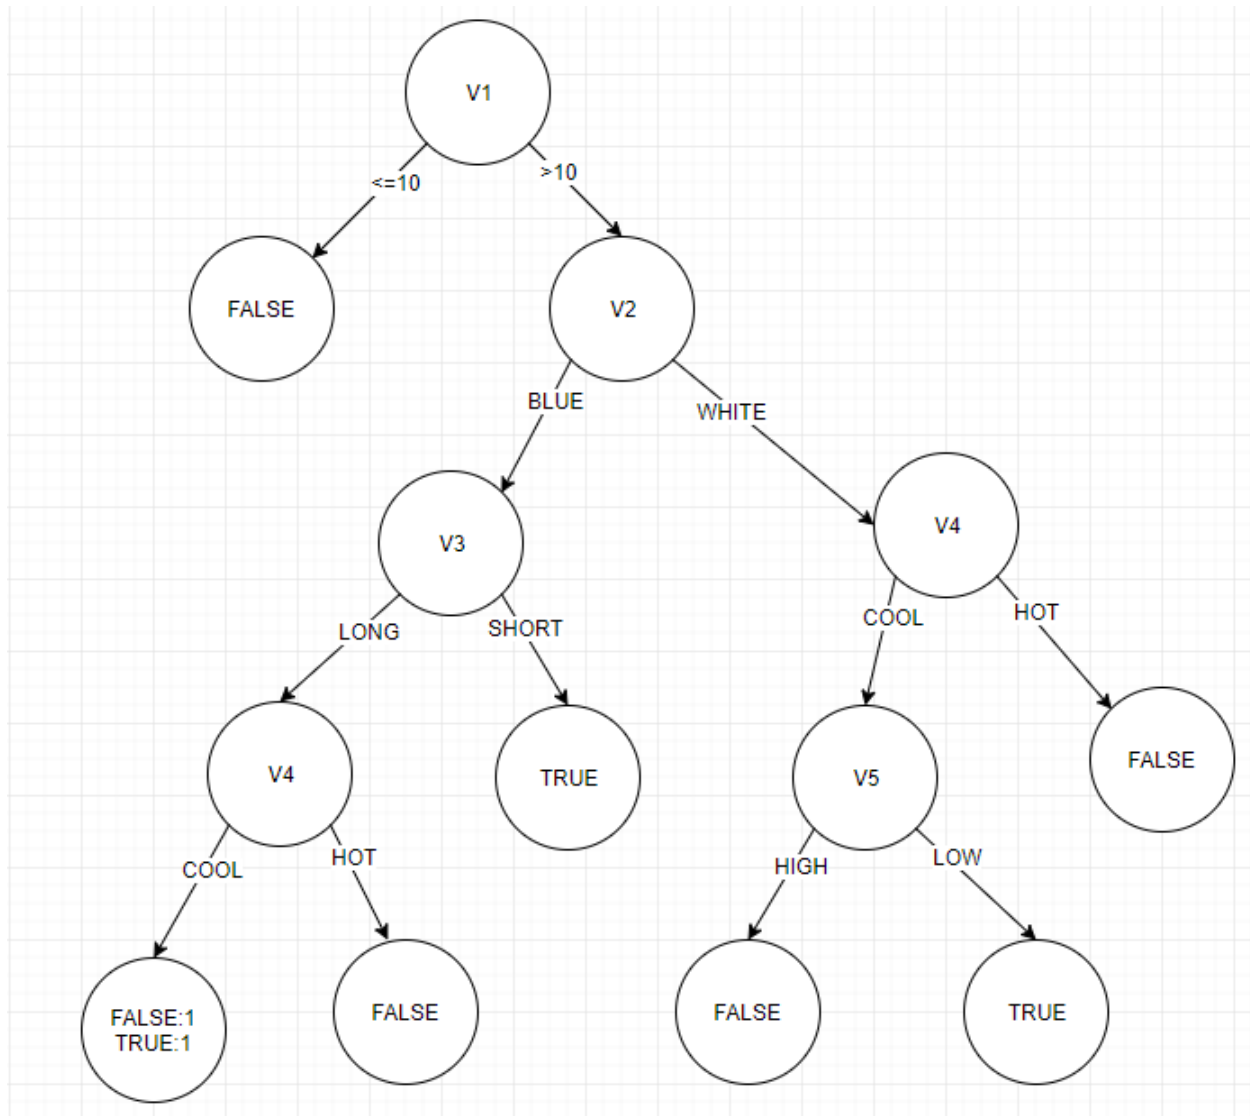 V1
<=10
>10
FALSE
V2
BLUE
WHITE
V3
V4
LONG
SHORT
COOL
HOT
V4
TRUE
V5
FALSE
COOL
HOT
HIGH
LOW
FALSE:1
TRUE:1
FALSE
FALSE
TRUE